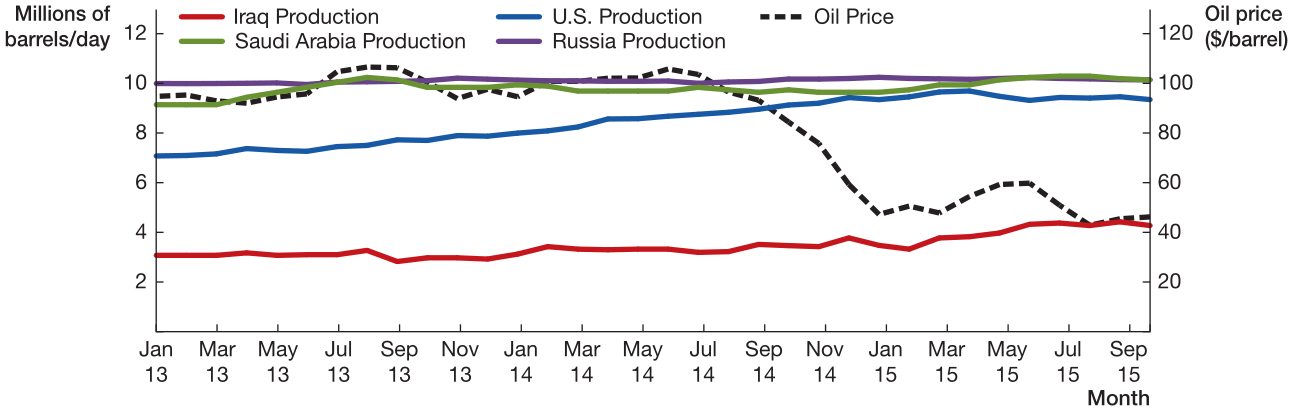 Millions of
barrels/day
Iraq Production
U.S. Production
Oil Price
Saudi Arabia Production
Russia Production
Oil price
($/barrel)
12
10
8
6
4
2
120
100
80
60
40
20
Jan Mar May Jul Sep Nov Jan Mar May Jul Sep Nov Jan Mar May Jul Sep
13 13 13 13 13 13 14 14 14 14 14 14 15 15 15 15 15
Month